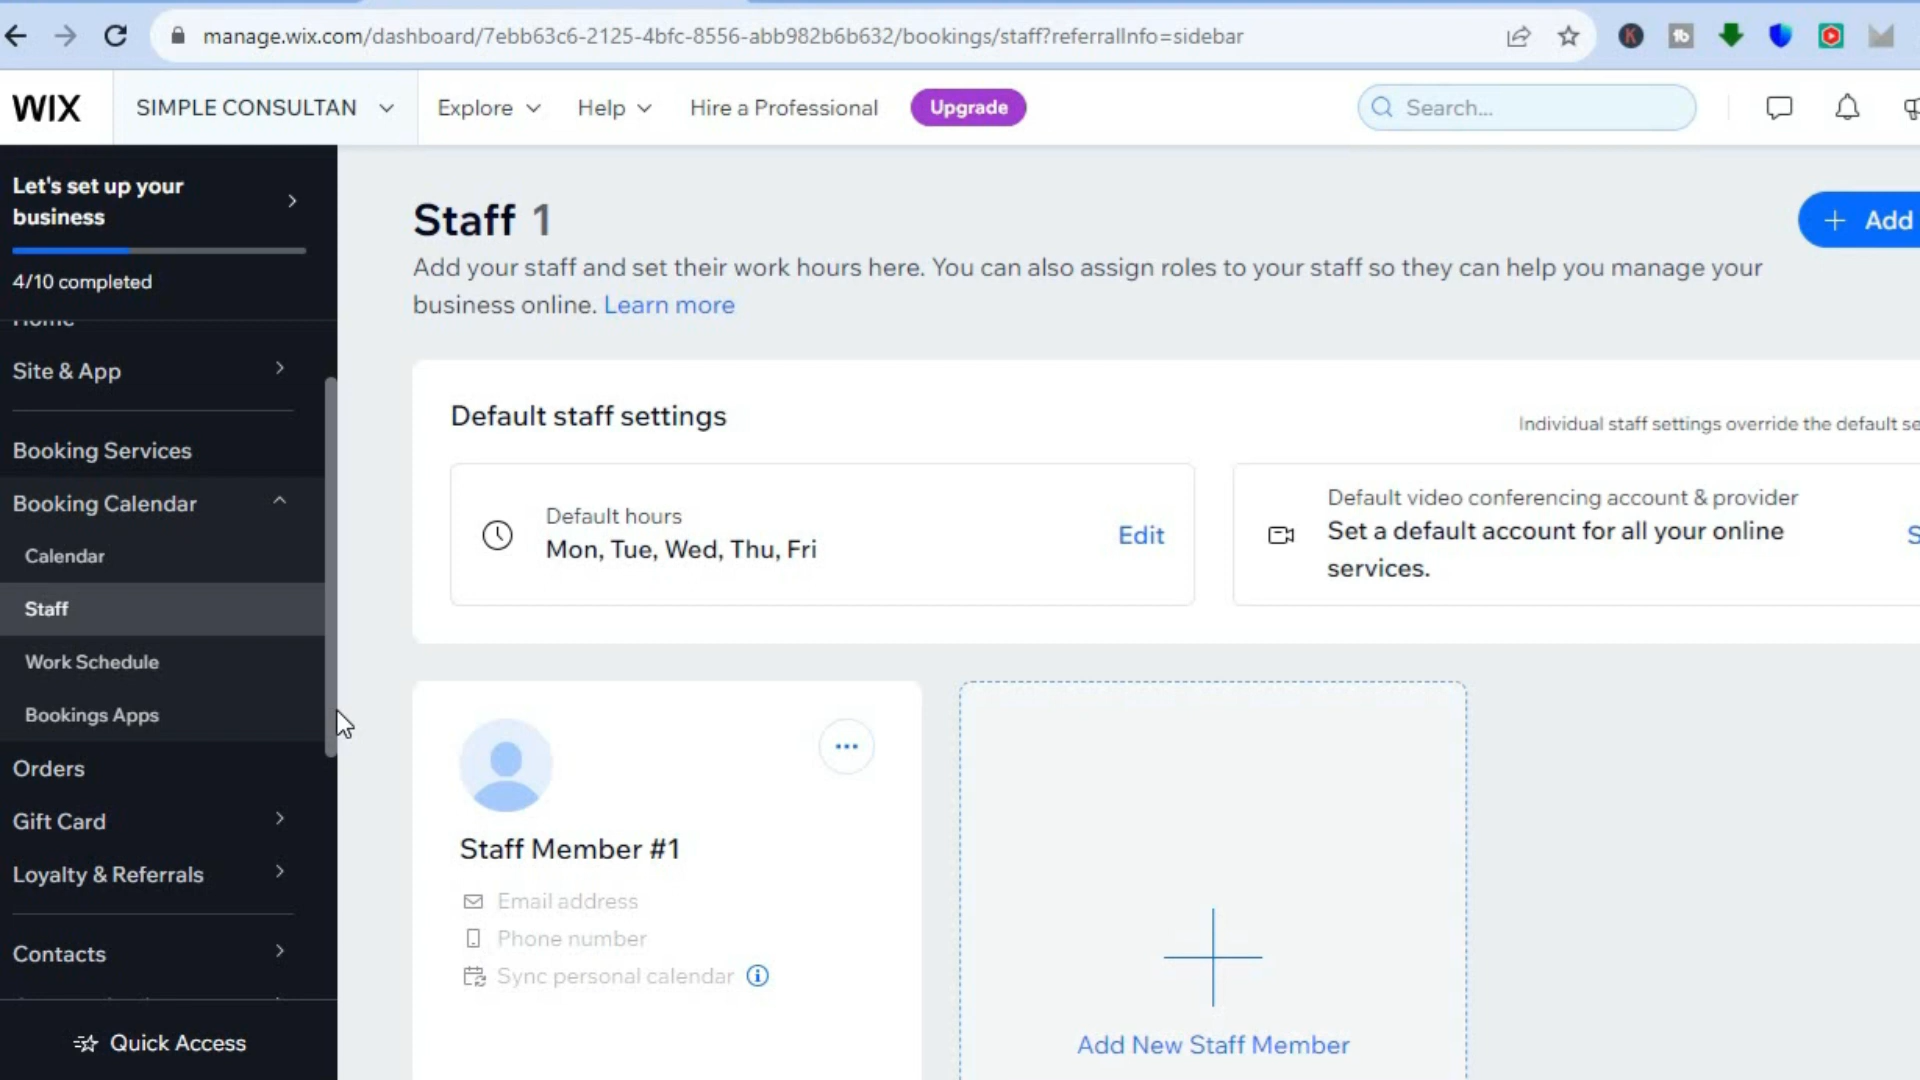 manage.wix.com/dashboard/7ebb63c6-2125-4bfc-8556-abb982b6b632/bookings/staff?referralInfo=sidebar
WIX
SIMPLE CONSULTAN
Explore
Help
Hire a Professional
Upgrade
Search...
Let's set up your
business
4/10 completed
Home
Site & App
Booking Services
Booking Calendar
Calendar
Staff
Work Schedule
Bookings Apps
Orders
Gift Card
Loyalty & Referrals
Contacts
Quick Access
Staff 1
+ Add
Add your staff and set their work hours here. You can also assign roles to your staff so they can help you manage your
business online. Learn more
Default staff settings
Individual staff settings override the default se
Default hours
Mon, Tue, Wed, Thu, Fri
Edit
Default video conferencing account & provider
Set a default account for all your online
services.
S
Staff Member #1
Email address
Phone number
Sync personal calendar
Add New Staff Member